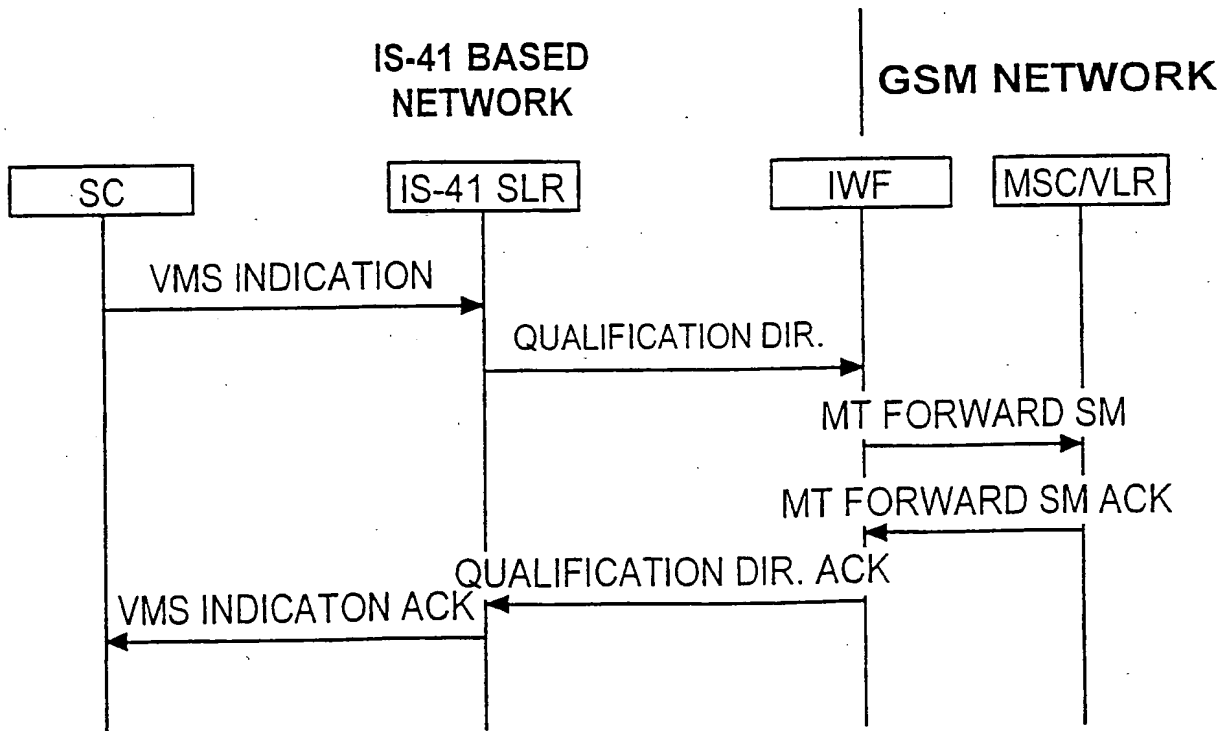 IS-41 BASED
NETWORK
GSM NETWORK
SC
IS-41 SLR
IWF
MSC/VLR
VMS INDICATION
QUALIFICATION DIR.
MT FORWARD SM
MT FORWARD SM ACK
QUALIFICATION DIR. ACK
VMS INDICATON ACK